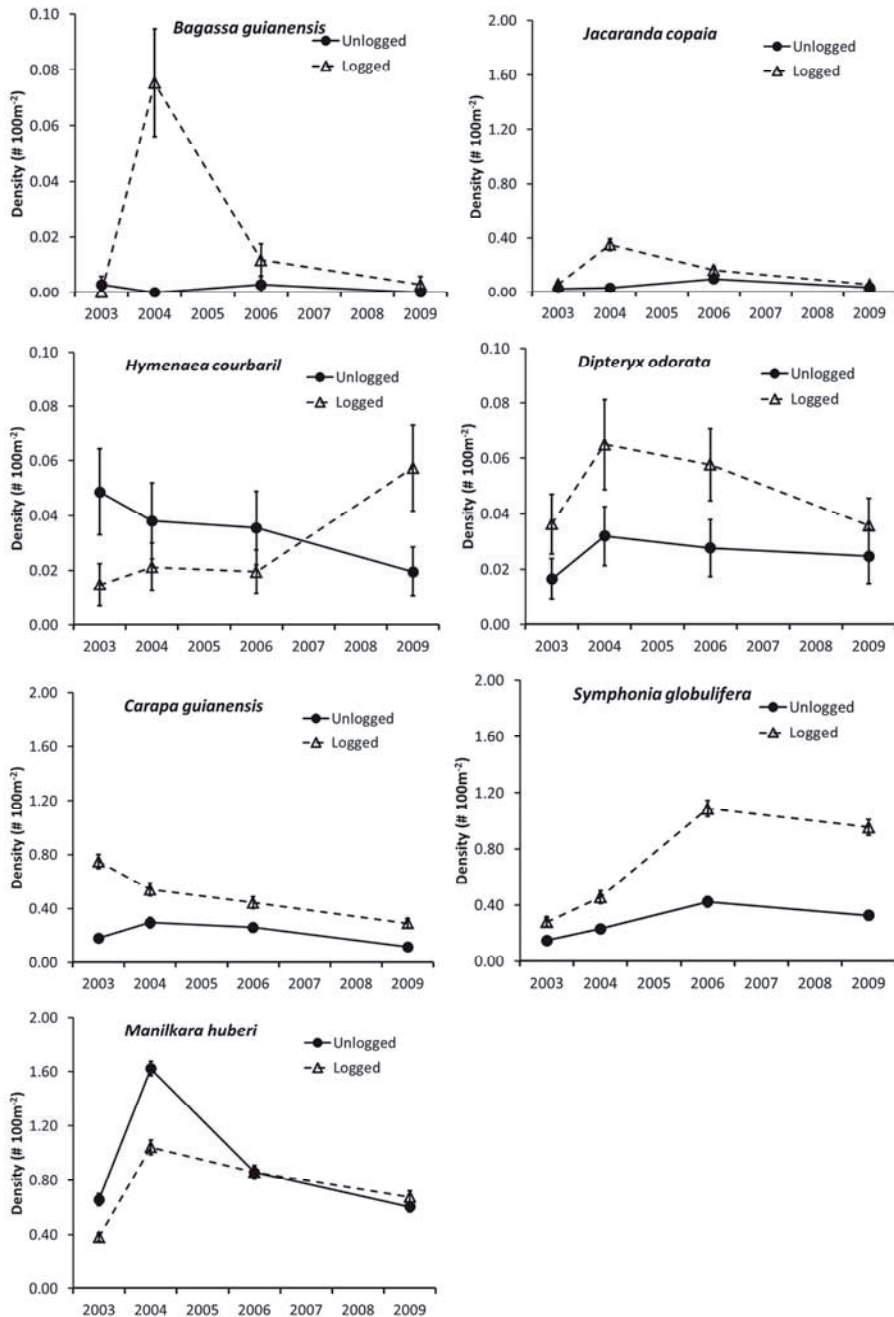 Bagassa guianensis
Unlogged
Logged
Density (# 100m-2)
0.10
0.08
0.06
0.04
0.02
0.00
2003 2004 2005 2006 2007 2008 2009
Jacaranda copaia
Unlogged
Logged
Density (# 100m-2)
2.00
1.60
1.20
0.80
0.40
0.00
2003 2004 2005 2006 2007 2008 2009
Hymenaea courbaril
Unlogged
Logged
Density (# 100m-2)
0.10
0.08
0.06
0.04
0.02
0.00
2003 2004 2005 2006 2007 2008 2009
Dipteryx odorata
Unlogged
Logged
Density (# 100m-2)
0.10
0.08
0.06
0.04
0.02
0.00
2003 2004 2005 2006 2007 2008 2009
Carapa guianensis
Unlogged
Logged
Density (# 100m-2)
2.00
1.60
1.20
0.80
0.40
0.00
2003 2004 2005 2006 2007 2008 2009
Symphonia globulifera
Unlogged
Logged
Density (# 100m-2)
2.00
1.60
1.20
0.80
0.40
0.00
2003 2004 2005 2006 2007 2008 2009
Manilkara huberi
Unlogged
Logged
Density (# 100m-2)
2.00
1.60
1.20
0.80
0.40
0.00
2003 2004 2005 2006 2007 2008 2009